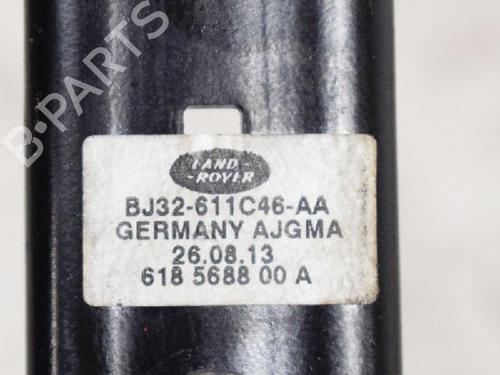 B-PARTS
LAND-
ROVER
BJ32-611C46-AA
GERMANY AJGMA
26.08.13
618 5688 00 A